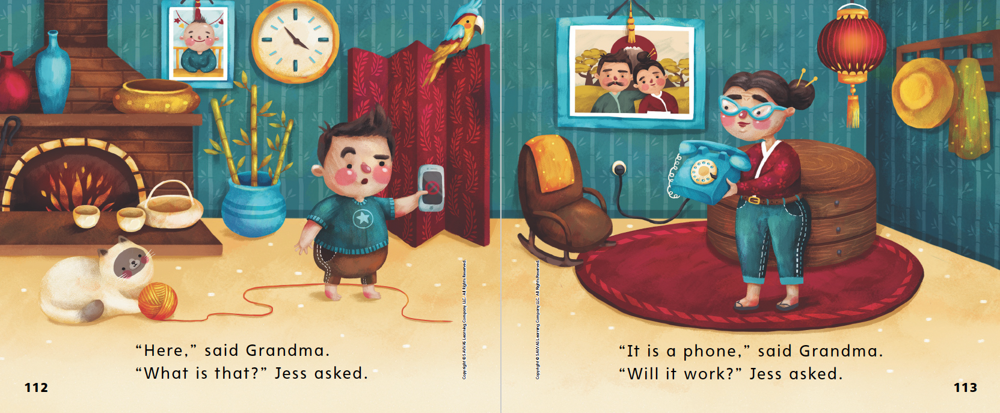 “Here,” said Grandma.
“What is that?” Jess asked.
112
Copyright © SAVVAS Learning Company LLC. All Rights Reserved.
Copyright © SAVVAS Learning Company LLC. All Rights Reserved.
“It is a phone,” said Grandma.
“Will it work?” Jess asked.
113